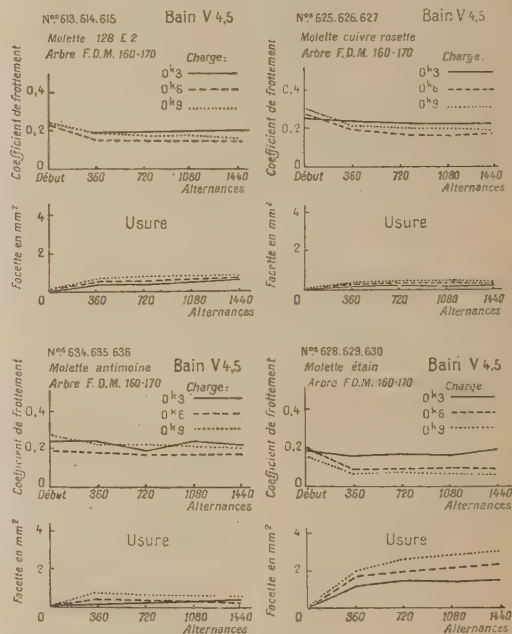 Nos 613.614.615 Bain V 4,5
Molette 128 E 2
Arbre F.D.M. 160-170
Charge:
0k3
0k6
0k9
Coefficient de frottement
0,4
0,2
0
Début 360 720 1080 1440
Alternances
Usure
Facette en mm²
4
2
0
360 720 1080 1440
Alternances
Nos 625.626.627 Bain V 4,5
Molette cuivre rosette
Arbre F.D.M. 160-170
Charge.
0k3
0k6
0k9
Coefficient de frottement
0,4
0,2
0
Début 360 720 1080 1440
Alternances
Usure
Facette en mm²
4
2
0
360 720 1080 1440
Alternances
Nos 634.635 636 Bain V 4,5
Molette antimoine
Arbre F.D.M. 160-170
Charge:
0k3
0k6
0k9
Coefficient de frottement
0,4
0,2
0
Début 360 720 1080 1440
Alternances
Usure
Facette en mm²
4
2
0
360 720 1080 1440
Alternances
Nos 628.629.630 Bain V 4,5
Molette étain
Arbre F.D.M. 160-170
Charge
0k3
0k6
0k9
Coefficient de frottement
0,4
0,2
0
Début 360 720 1080 1440
Alternances
Usure
Facette en mm²
4
2
0
360 720 1080 1440
Alternances